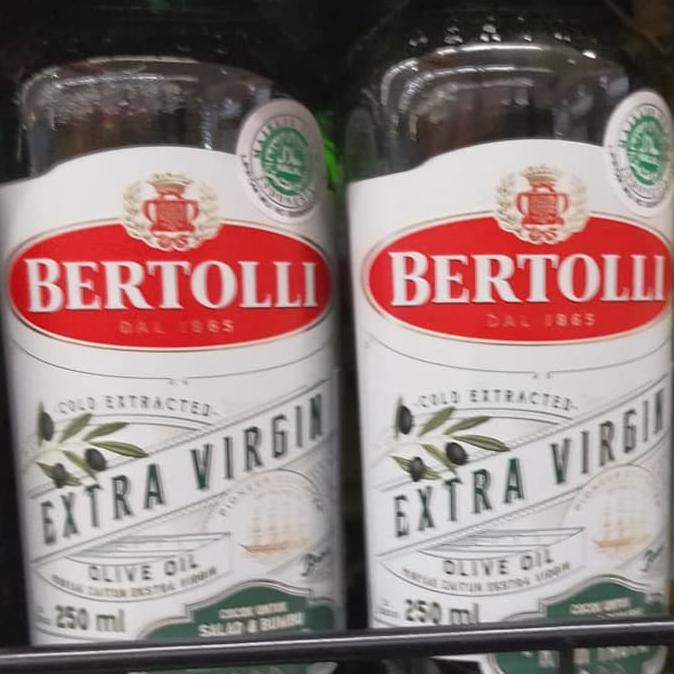 BERTOLLI
DAL 1865
COLD EXTRACTED
EXTRA VIRGIN
OLIVE OIL
MINYAK ZAITUN EKSTRA VIRGIN
250 ml
COCOK UNTUK
SALAD & BUMBU
BERTOLLI
DAL 1865
COLD EXTRACTED
EXTRA VIRGIN
OLIVE OIL
MINYAK ZAITUN EKSTRA VIRGIN
250 ml
COCOK UNTUK